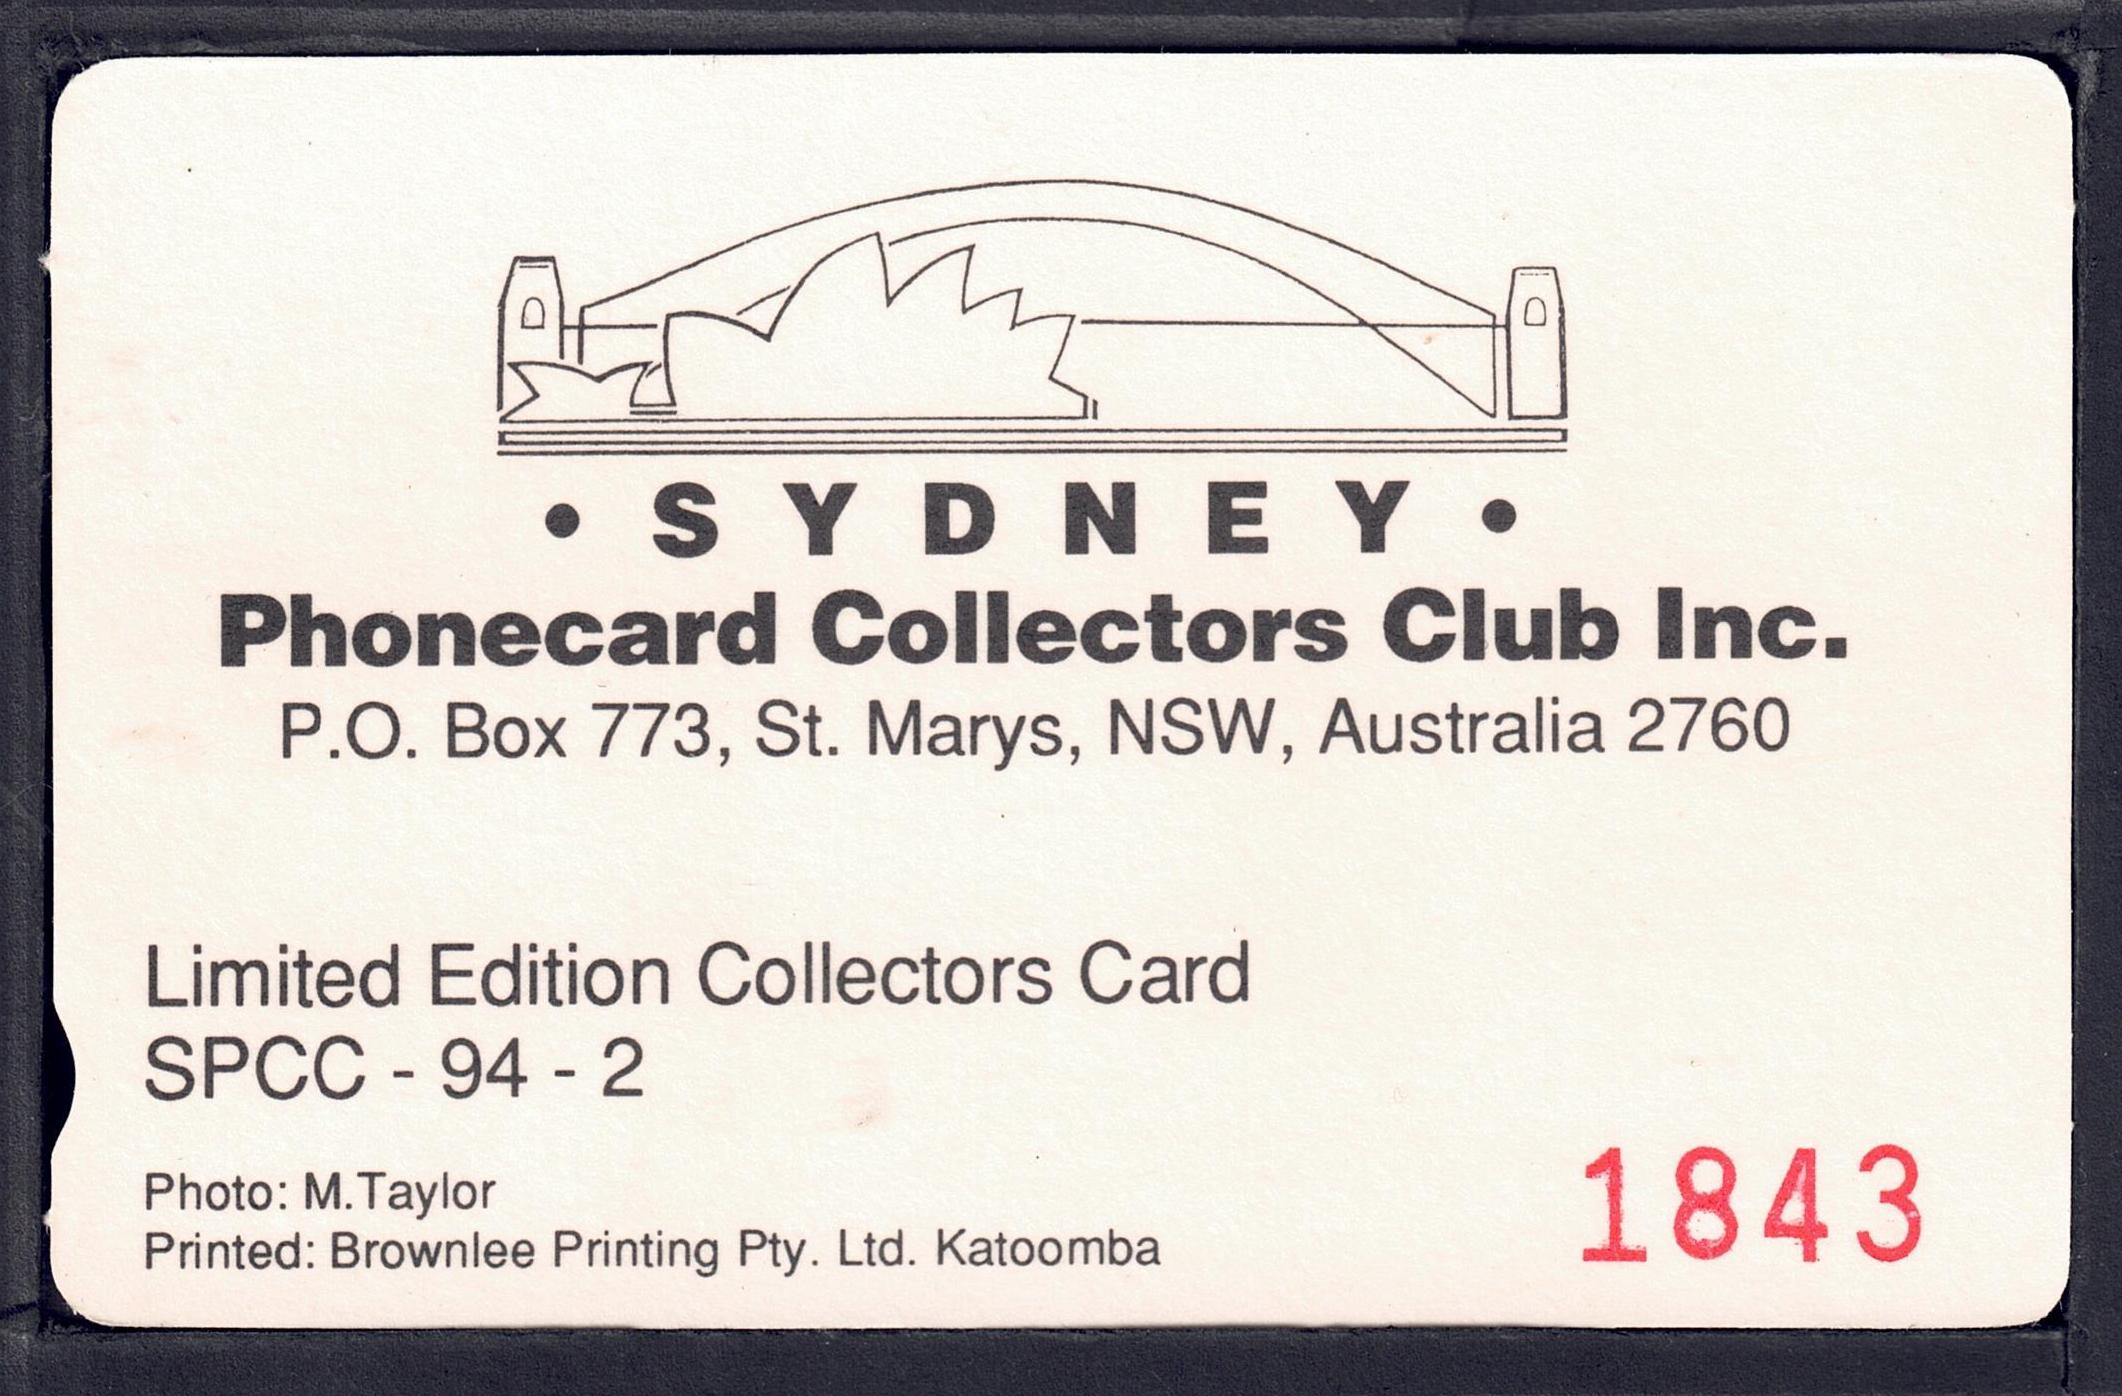 • SYDNEY •
Phonecard Collectors Club Inc.
P.O. Box 773, St. Marys, NSW, Australia 2760
Limited Edition Collectors Card
SPCC - 94 - 2
Photo: M.Taylor
Printed: Brownlee Printing Pty. Ltd. Katoomba
1843